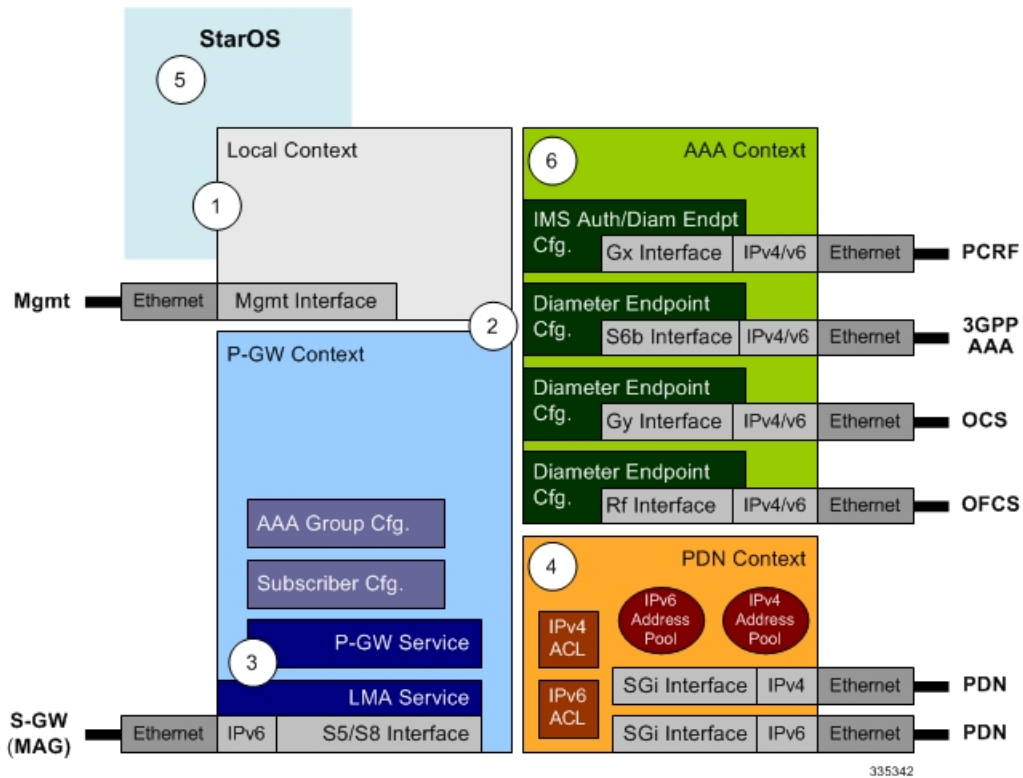 StarOS
5
Local Context
1
Mgmt
Ethernet
Mgmt Interface
2
P-GW Context
AAA Group Cfg.
Subscriber Cfg.
P-GW Service
3
LMA Service
S-GW
(MAG)
Ethernet
IPv6
S5/S8 Interface
6
AAA Context
IMS Auth/Diam Endpt
Cfg.
Gx Interface
IPv4/v6
Ethernet
PCRF
Diameter Endpoint
Cfg.
S6b Interface
IPv4/v6
Ethernet
3GPP
AAA
Diameter Endpoint
Cfg.
Gy Interface
IPv4/v6
Ethernet
OCS
Diameter Endpoint
Cfg.
Rf Interface
IPv4/v6
Ethernet
OFCS
4
PDN Context
IPv6
Address
Pool
IPv4
Address
Pool
IPv4
ACL
SGi Interface
IPv4
Ethernet
PDN
IPv6
ACL
SGi Interface
IPv6
Ethernet
PDN
335342